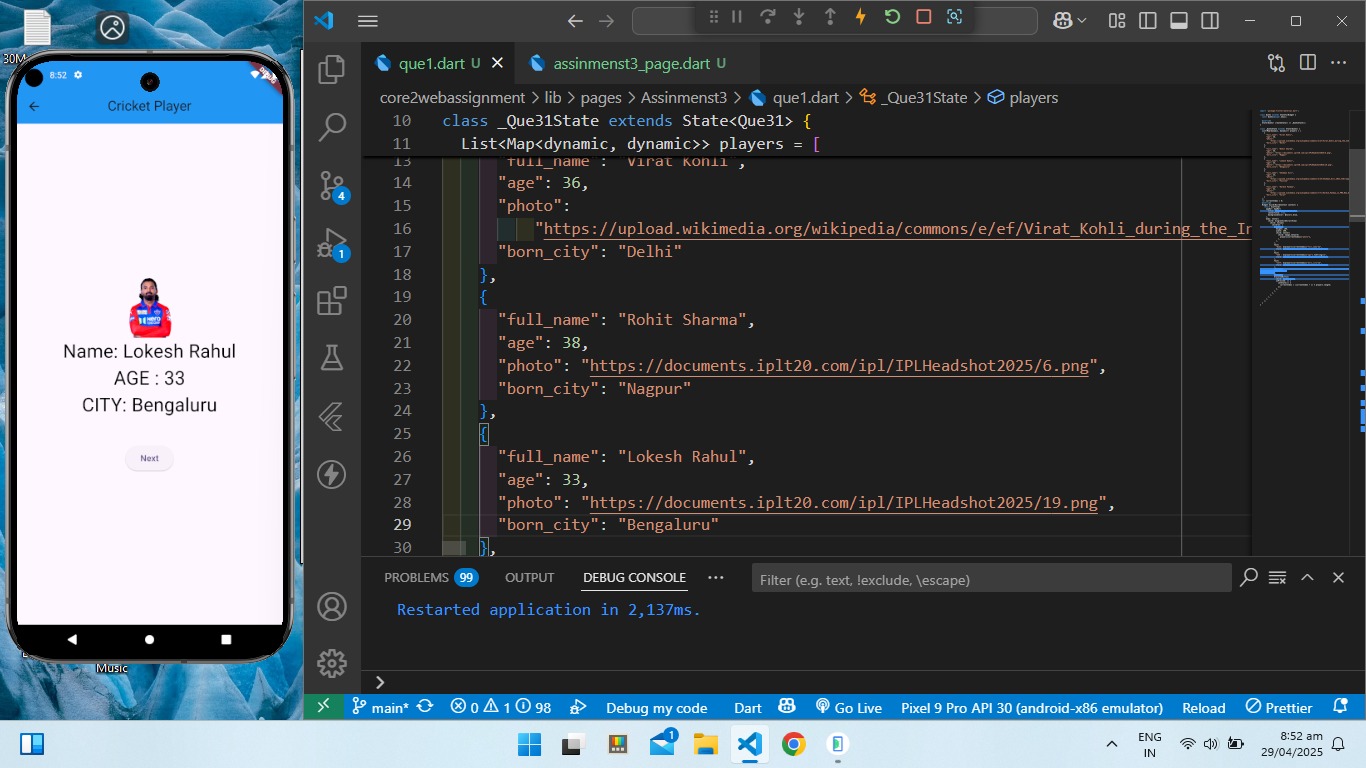 30M
8:52
Cricket Player
Name: Lokesh Rahul
AGE : 33
CITY: Bengaluru
Next
Music
que1.dart U
assinmenst3_page.dart U
core2webassignment > lib > pages > Assinmenst3 > que1.dart > _Que31State > players
10 class _Que31State extends State<Que31> {
11 List<Map<dynamic, dynamic>> players = [
13 "full_name": "Virat Kohli",
14 "age": 36,
15 "photo":
16 "https://upload.wikimedia.org/wikipedia/commons/e/ef/Virat_Kohli_during_the_In
17 "born_city": "Delhi"
18 },
19 {
20 "full_name": "Rohit Sharma",
21 "age": 38,
22 "photo": "https://documents.iplt20.com/ipl/IPLHeadshot2025/6.png",
23 "born_city": "Nagpur"
24 },
25 {
26 "full_name": "Lokesh Rahul",
27 "age": 33,
28 "photo": "https://documents.iplt20.com/ipl/IPLHeadshot2025/19.png",
29 "born_city": "Bengaluru"
30 },
4
1
PROBLEMS 99 OUTPUT DEBUG CONSOLE ...
Filter (e.g. text, !exclude, \escape)
Restarted application in 2,137ms.
>
main* 0 1 98 Debug my code Dart Go Live Pixel 9 Pro API 30 (android-x86 emulator) Reload Prettier
1
ENG
IN
8:52 am
29/04/2025